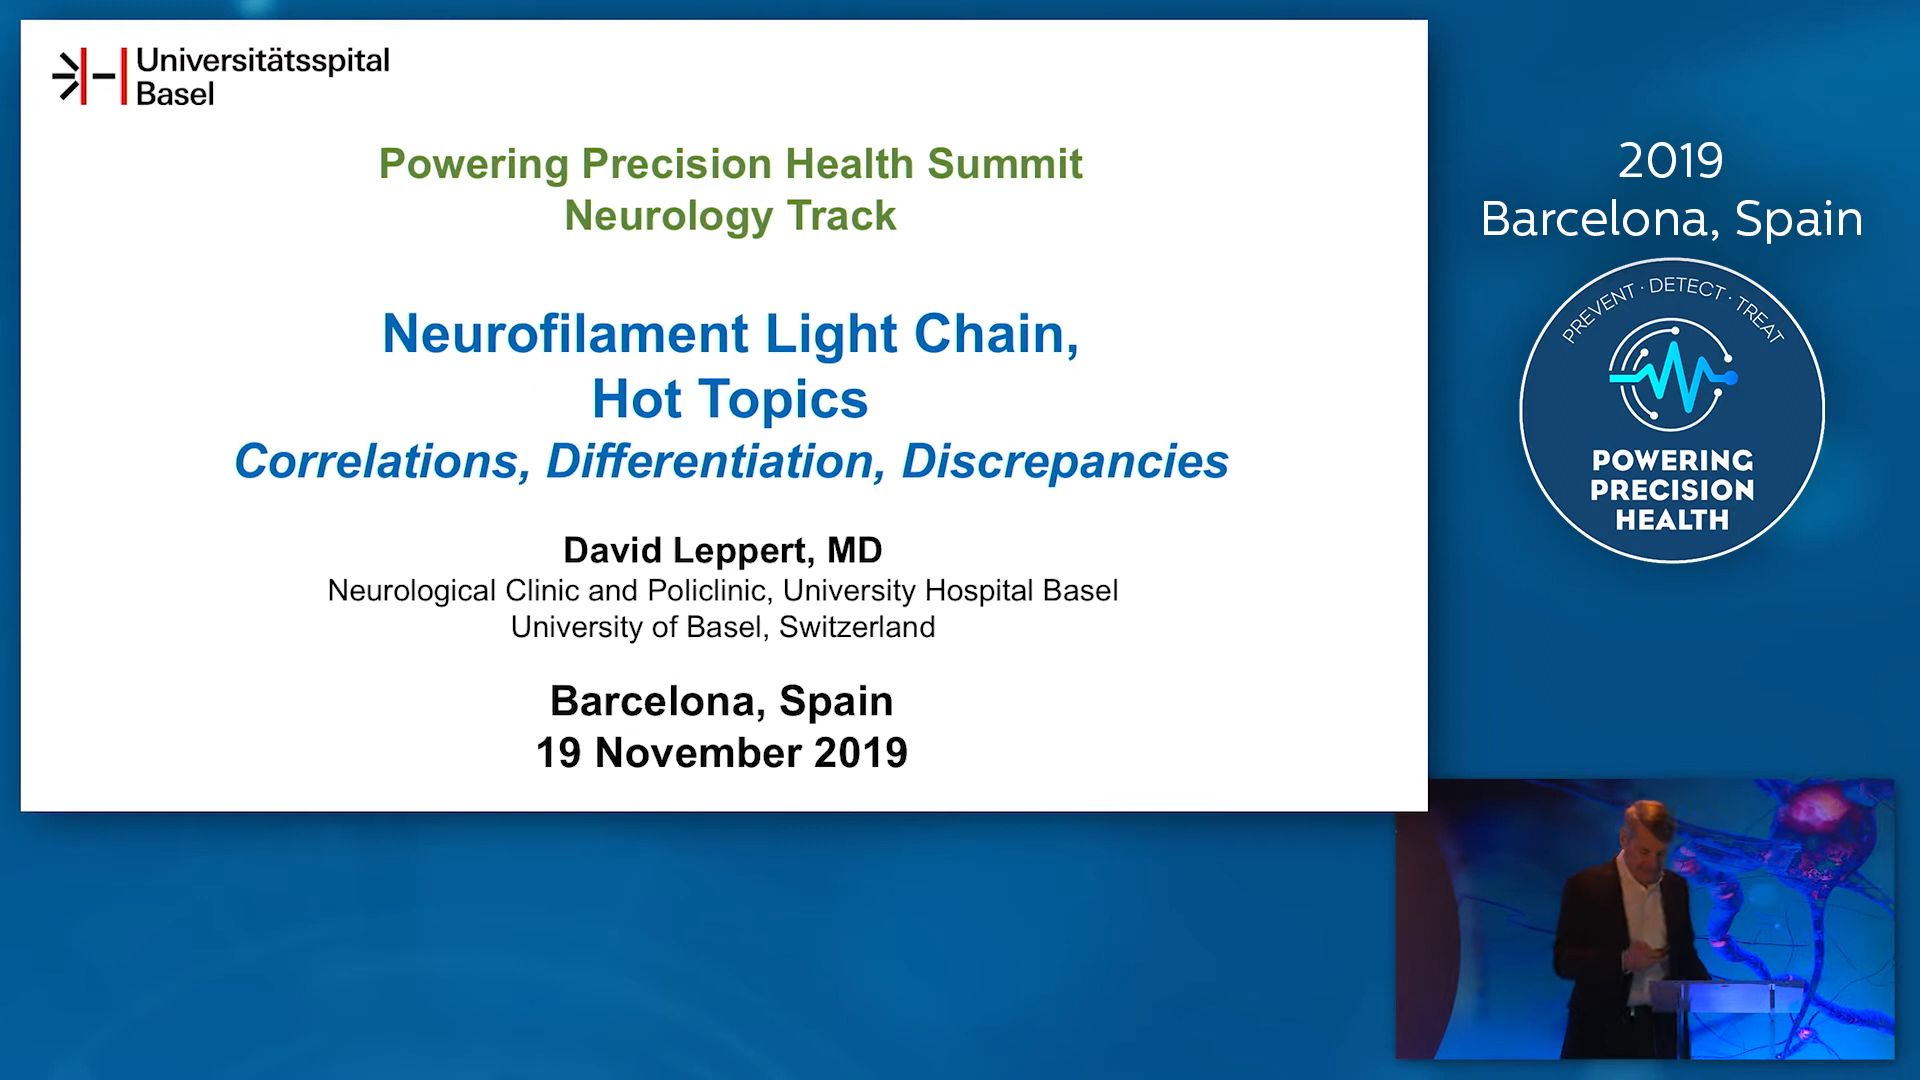 Universitätsspital
Basel
Powering Precision Health Summit
Neurology Track
Neurofilament Light Chain,
Hot Topics
Correlations, Differentiation, Discrepancies
David Leppert, MD
Neurological Clinic and Policlinic, University Hospital Basel
University of Basel, Switzerland
Barcelona, Spain
19 November 2019
2019
Barcelona, Spain
PREVENT · DETECT · TREAT
POWERING
PRECISION
HEALTH